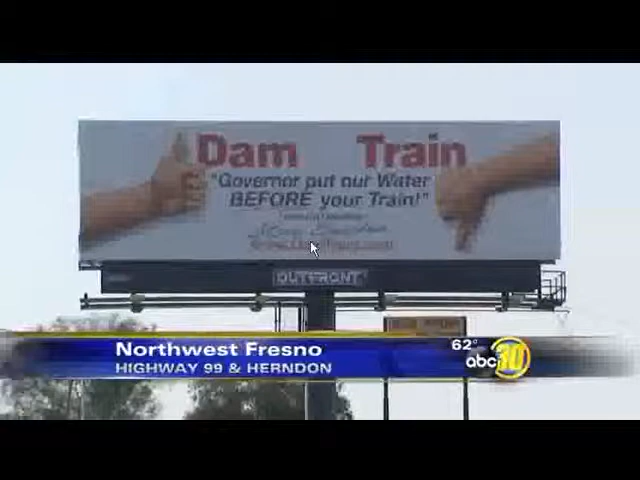 Dam Train
"Governor put our Water
BEFORE your Train!"
OUTFRONT
Northwest Fresno
HIGHWAY 99 & HERNDON
62°
abc 30